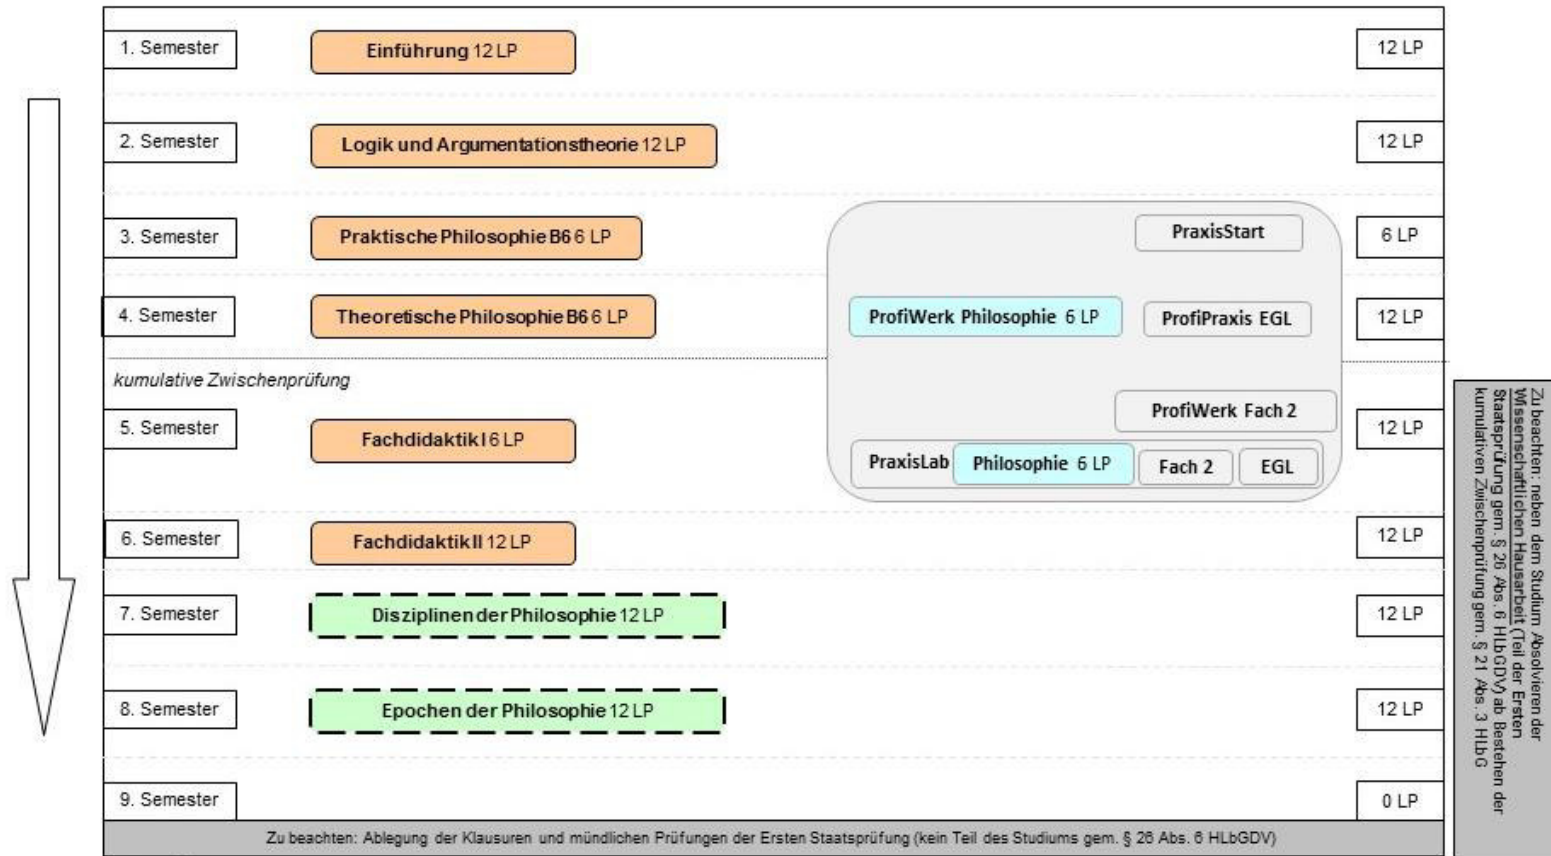 1. Semester
Einführung 12 LP
12 LP
2. Semester
Logik und Argumentationstheorie 12 LP
12 LP
3. Semester
Praktische Philosophie B6 6 LP
PraxisStart
6 LP
4. Semester
Theoretische Philosophie B6 6 LP
ProfiWerk Philosophie 6 LP
ProfiPraxis EGL
12 LP
kumulative Zwischenprüfung
5. Semester
Fachdidaktik I 6 LP
ProfiWerk Fach 2
12 LP
PraxisLab
Philosophie 6 LP
Fach 2
EGL
6. Semester
Fachdidaktik II 12 LP
12 LP
7. Semester
Disziplinen der Philosophie 12 LP
12 LP
8. Semester
Epochen der Philosophie 12 LP
12 LP
9. Semester
0 LP
Zu beachten: Ablegung der Klausuren und mündlichen Prüfungen der Ersten Staatsprüfung (kein Teil des Studiums gem. § 26 Abs. 6 HLbGDV)
Zu beachten: neben dem Studium Absolvieren der
Wissenschaftlichen Hausarbeit (Teil der Ersten
Staatsprüfung gem. § 26 Abs. 6 HLbGDV) ab Bestehen der
kumulativen Zwischenprüfung gem. § 21 Abs. 3 HLbG